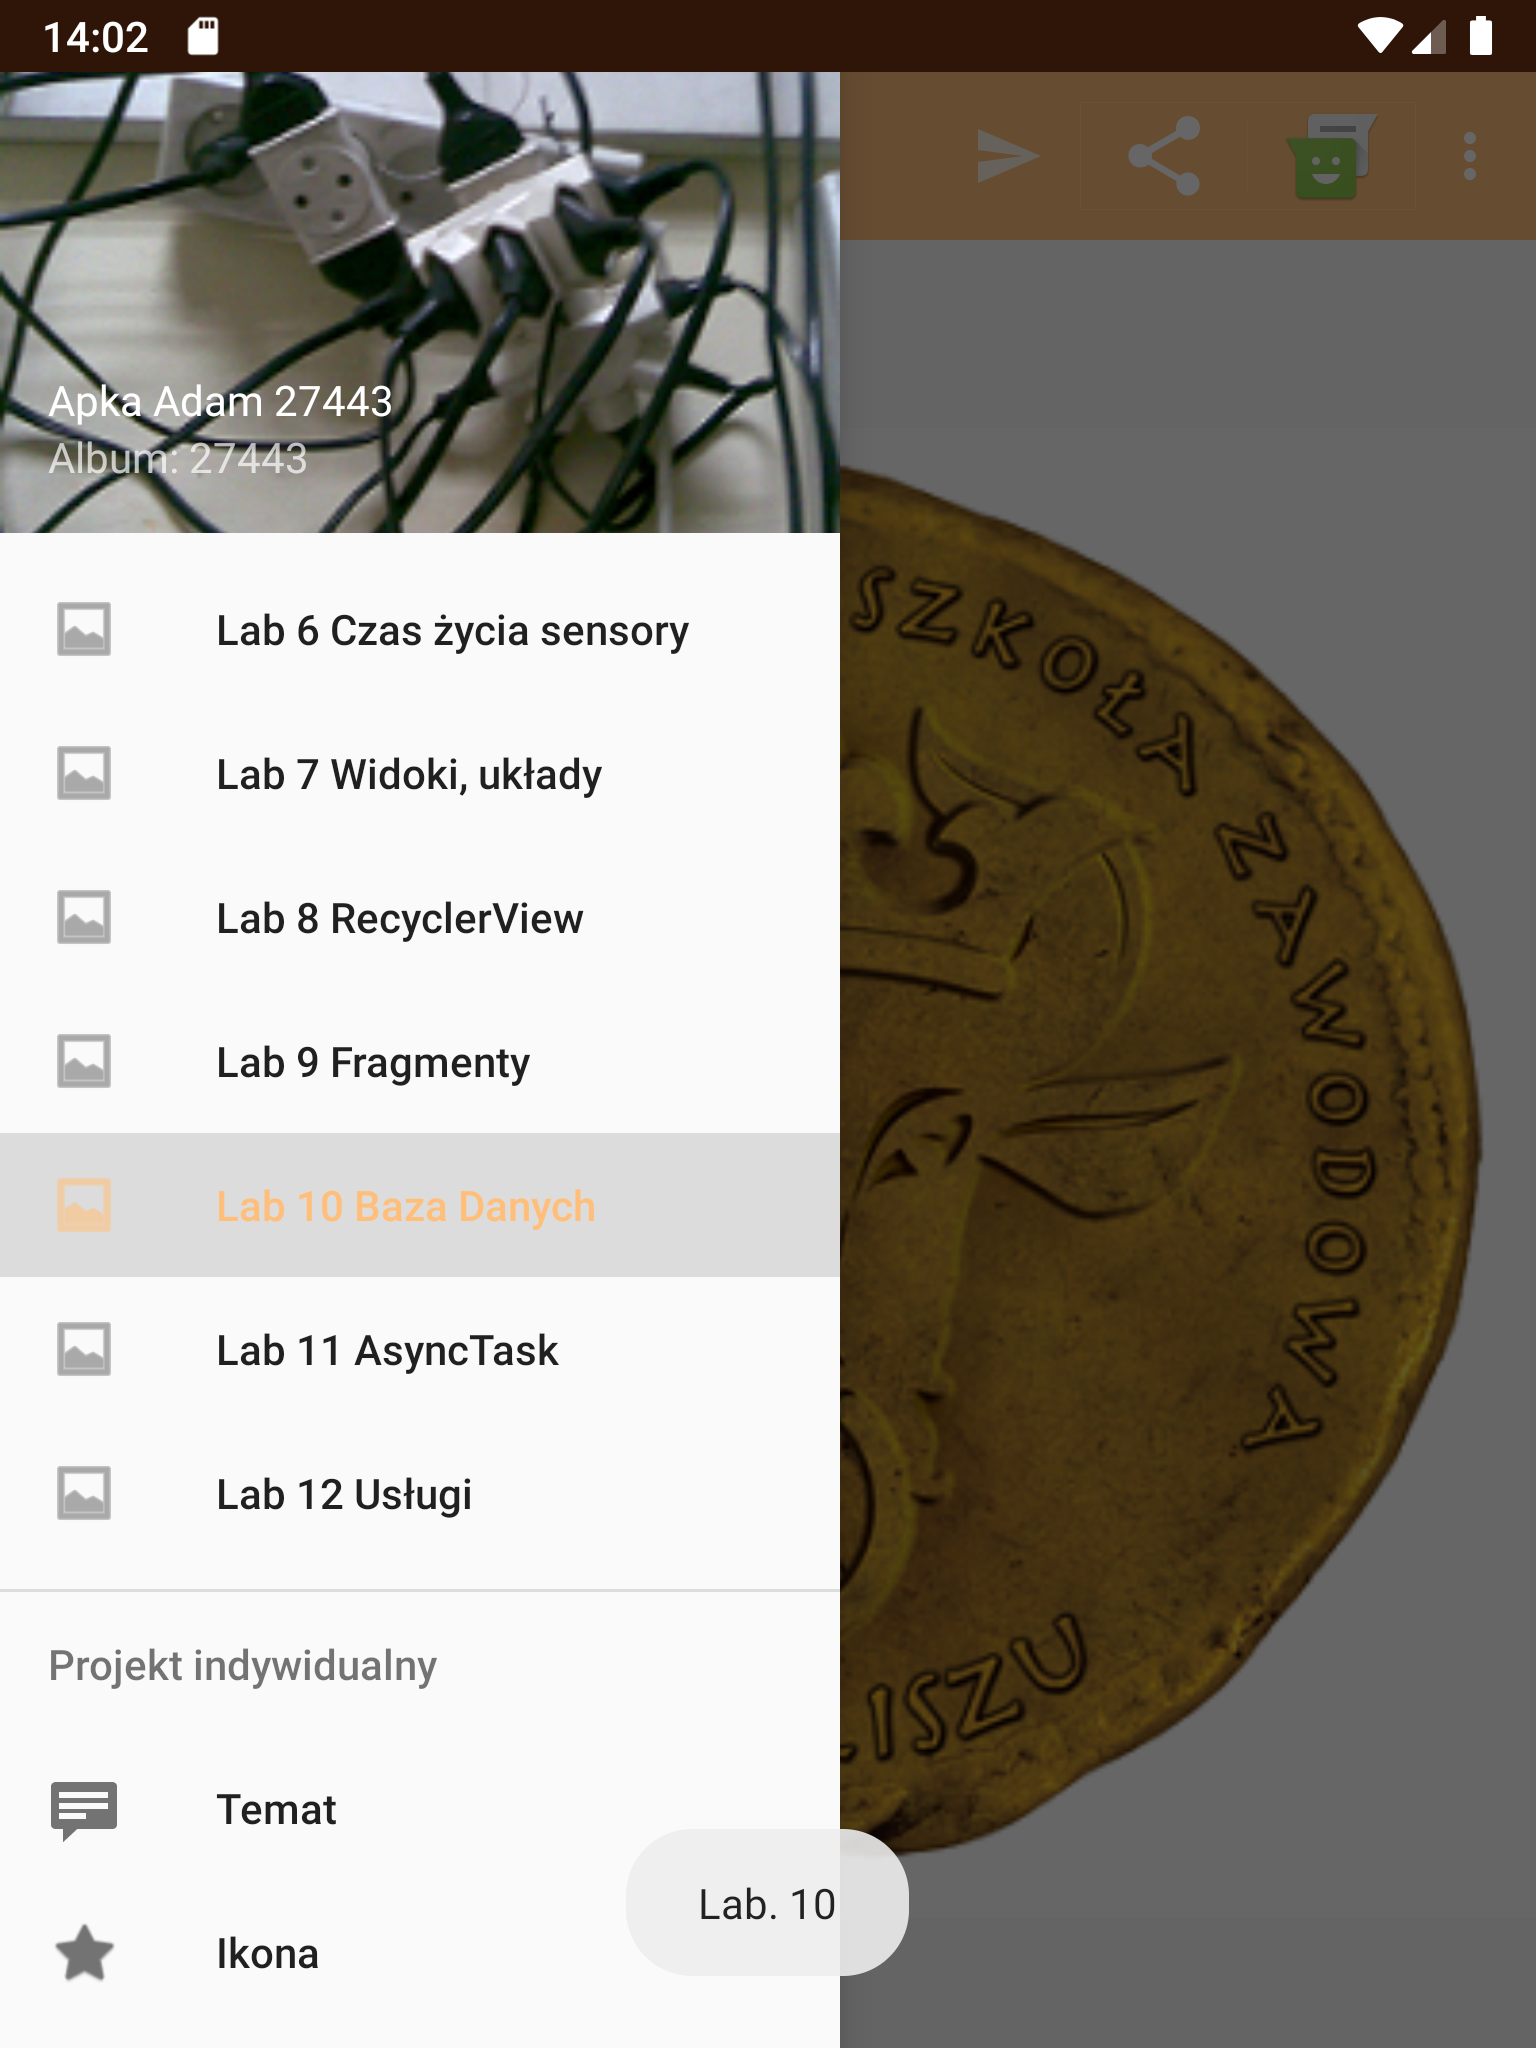 14:02
Apka Adam 27443
Album: 27443
Lab 6 Czas życia sensory
Lab 7 Widoki, układy
Lab 8 RecyclerView
Lab 9 Fragmenty
Lab 10 Baza Danych
Lab 11 AsyncTask
Lab 12 Usługi
Projekt indywidualny
Temat
Ikona
Lab. 10
SZKOŁA ZAWODOWA
LISZU